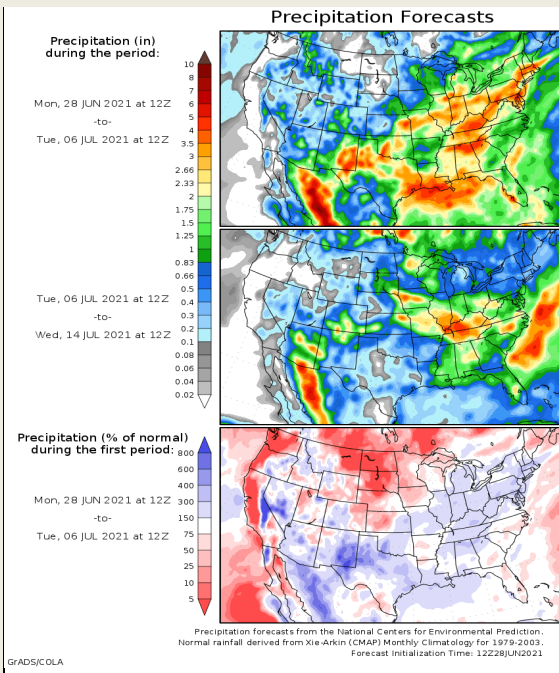 Precipitation Forecasts
Precipitation (in)
during the period:
Mon, 28 JUN 2021 at 12Z
-to-
Tue, 06 JUL 2021 at 12Z
10
8
7
6
5
4
3.5
3
2.66
2.33
2
1.75
1.5
1.25
1
0.83
0.66
0.5
0.4
0.3
0.2
0.1
0.08
0.06
0.04
0.02
Tue, 06 JUL 2021 at 12Z
-to-
Wed, 14 JUL 2021 at 12Z
Precipitation (% of normal)
during the first period:
Mon, 28 JUN 2021 at 12Z
-to-
Tue, 06 JUL 2021 at 12Z
800
600
400
300
150
75
50
25
10
5
Precipitation forecasts from the National Centers for Environmental Prediction.
Normal rainfall derived from Xie-Arkin (CMAP) Monthly Climatology for 1979-2003.
Forecast Initialization Time: 12Z28JUN2021
GrADS/COLA